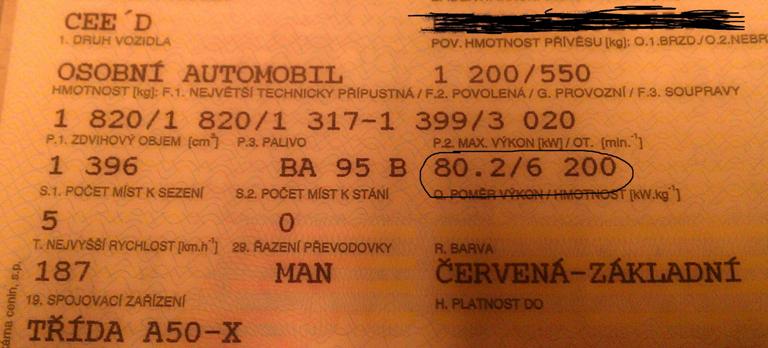 CEE´D
1. DRUH VOZIDLA
POV. HMOTNOST PŘÍVĚSU [kg]: O.1.BRZD./O.2.NEBR
OSOBNÍ AUTOMOBIL 1 200/550
HMOTNOST [kg]: F.1. NEJVĚTŠÍ TECHNICKY PŘÍPUSTNÁ / F.2. POVOLENÁ / G. PROVOZNÍ / F.3. SOUPRAVY
1 820/1 820/1 317-1 399/3 020
P.1. ZDVIHOVÝ OBJEM [cm³] P.3. PALIVO P.2. MAX. VÝKON [kW] / OT. [min.⁻¹]
1 396 BA 95 B 80.2/6 200
S.1. POČET MÍST K SEZENÍ S.2. POČET MÍST K STÁNÍ Q. POMĚR VÝKON / HMOTNOST [kW.kg⁻¹]
5 0
T. NEJVYŠŠÍ RYCHLOST [km.h⁻¹] 29. ŘAZENÍ PŘEVODOVKY R. BARVA
187 MAN ČERVENÁ-ZÁKLADNÍ
19. SPOJOVACÍ ZAŘÍZENÍ H. PLATNOST DO
TŘÍDA A50-X
cenin, s.p.